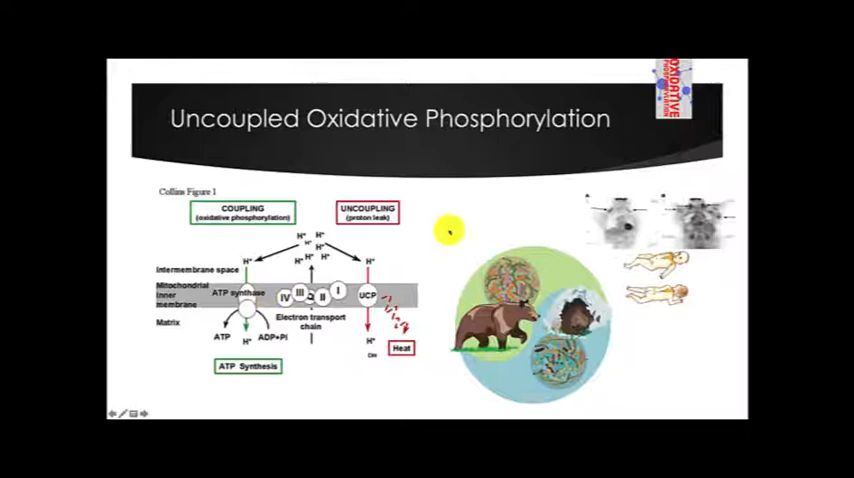 OXIDATIVE
PHOSPHORYLATION
Uncoupled Oxidative Phosphorylation
Collins Figure 1
COUPLING
(oxidative phosphorylation)
UNCOUPLING
(proton leak)
H⁺ H⁺
H⁺ H⁺
H⁺ H⁺ H⁺
H⁺ H⁺
Intermembrane space
Mitochondrial
inner
membrane
ATP synthase
IV III Q II I
UCP
Matrix
Electron transport
chain
ATP H⁺ ADP+Pi
H⁺
OH
Heat
ATP Synthesis
A B